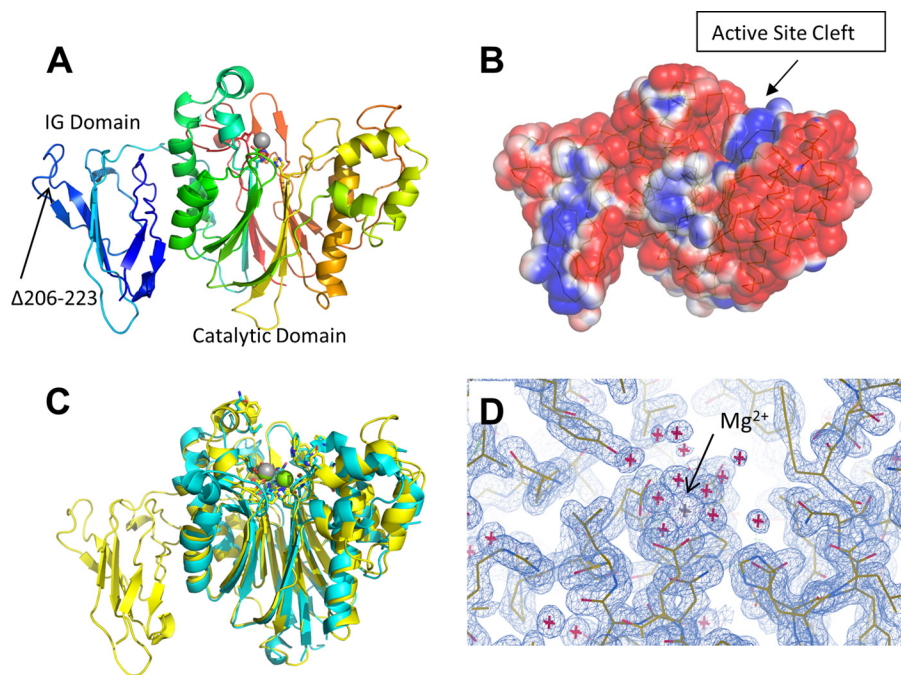 A
IG Domain
Δ206-223
Catalytic Domain
B
Active Site Cleft
C
D
Mg²⁺